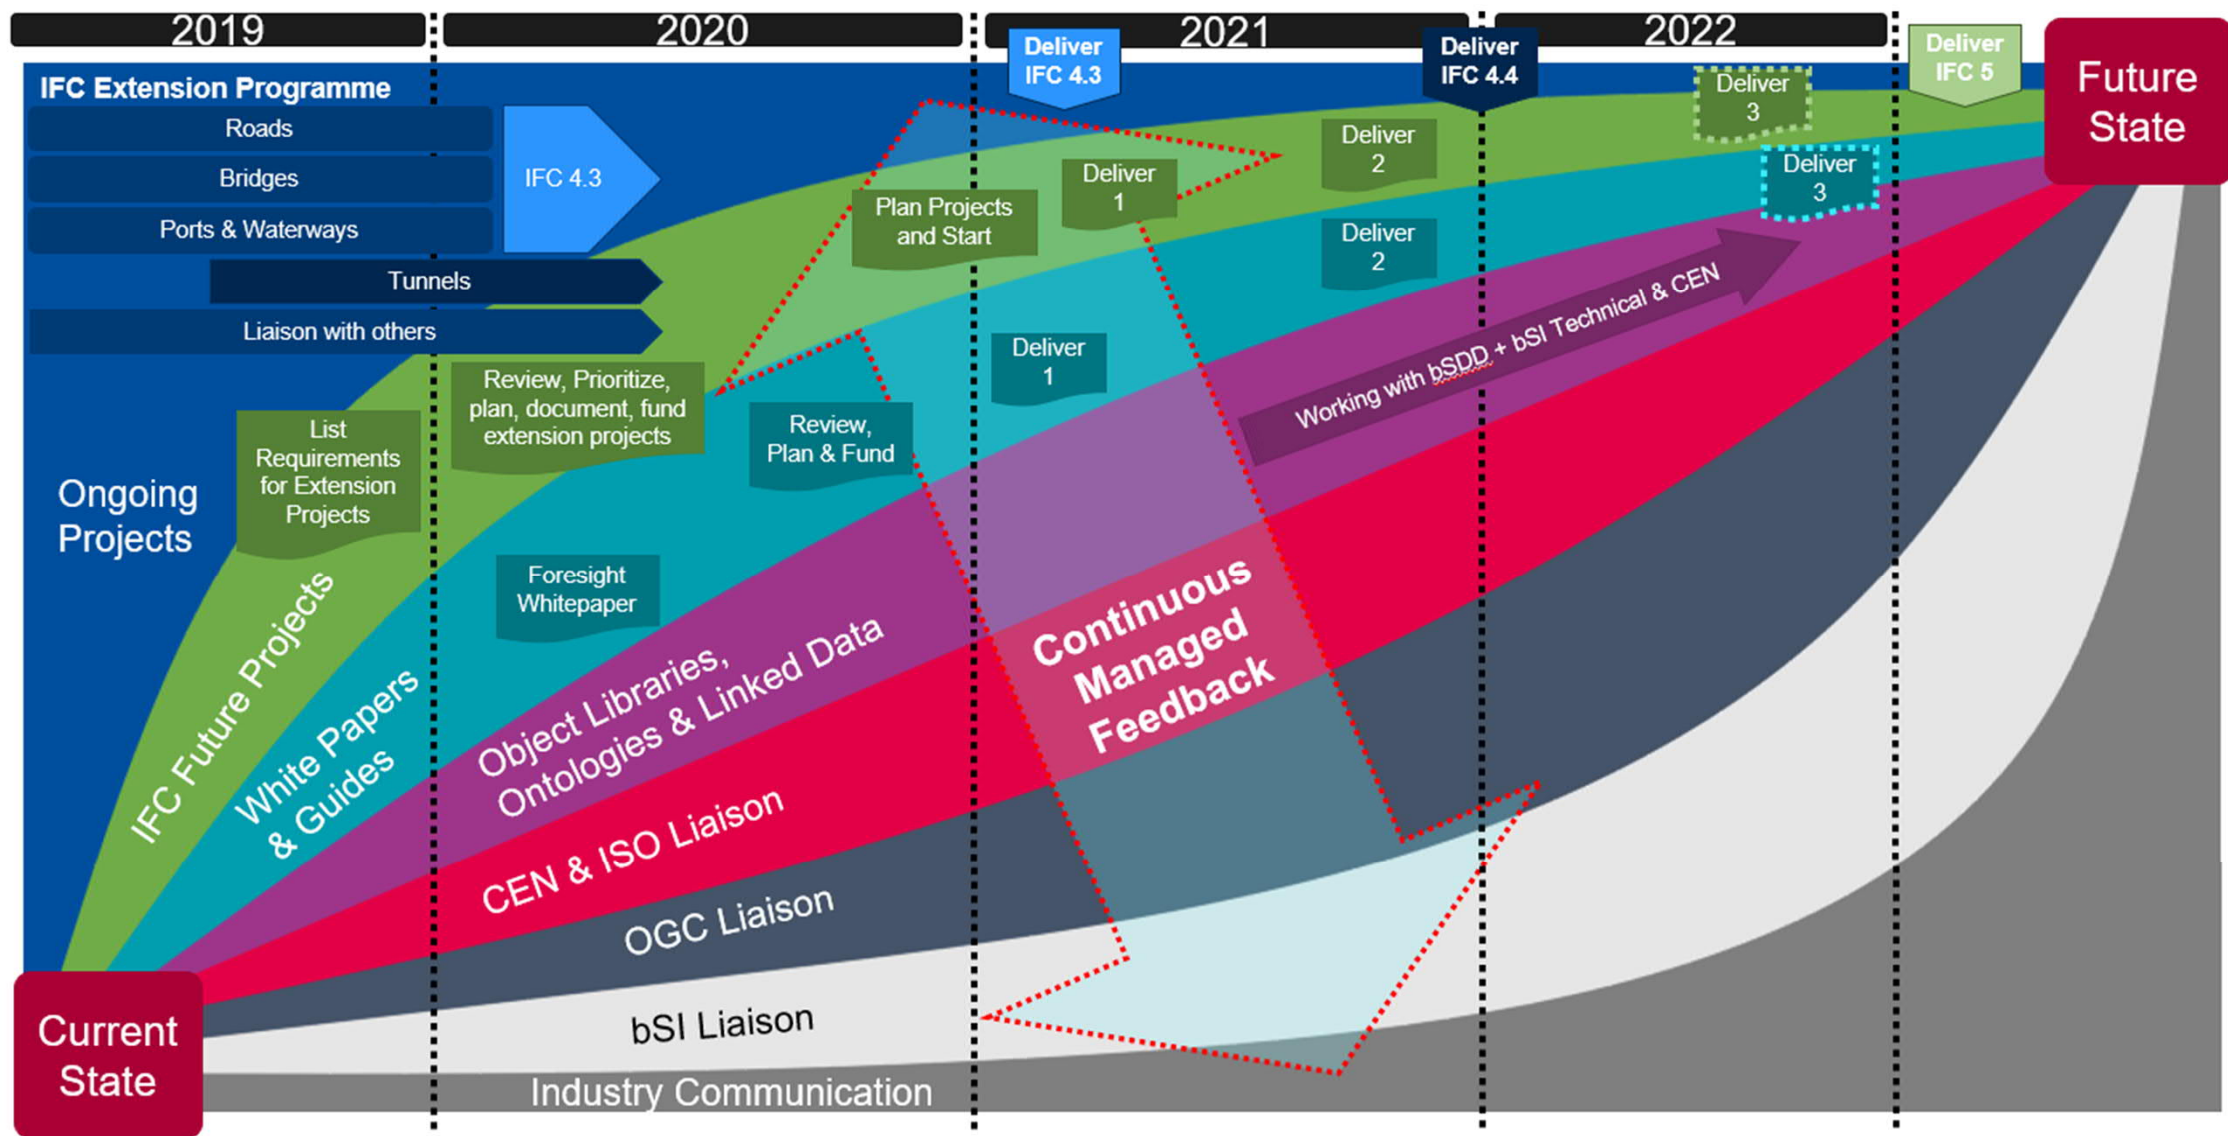 2019
2020
2021
2022
Deliver
IFC 4.3
Deliver
IFC 4.4
Deliver
IFC 5
Future
State
IFC Extension Programme
Roads
Bridges
Ports & Waterways
IFC 4.3
Tunnels
Liaison with others
Ongoing
Projects
List
Requirements
for Extension
Projects
Review, Prioritize,
plan, document, fund
extension projects
Plan Projects
and Start
Deliver
1
Deliver
2
Deliver
3
Foresight
Whitepaper
Review,
Plan & Fund
Deliver
1
Deliver
2
Deliver
3
Working with bSDD + bSI Technical & CEN
Continuous
Managed
Feedback
IFC Future Projects
White Papers
& Guides
Object Libraries,
Ontologies & Linked Data
CEN & ISO Liaison
OGC Liaison
bSI Liaison
Industry Communication
Current
State